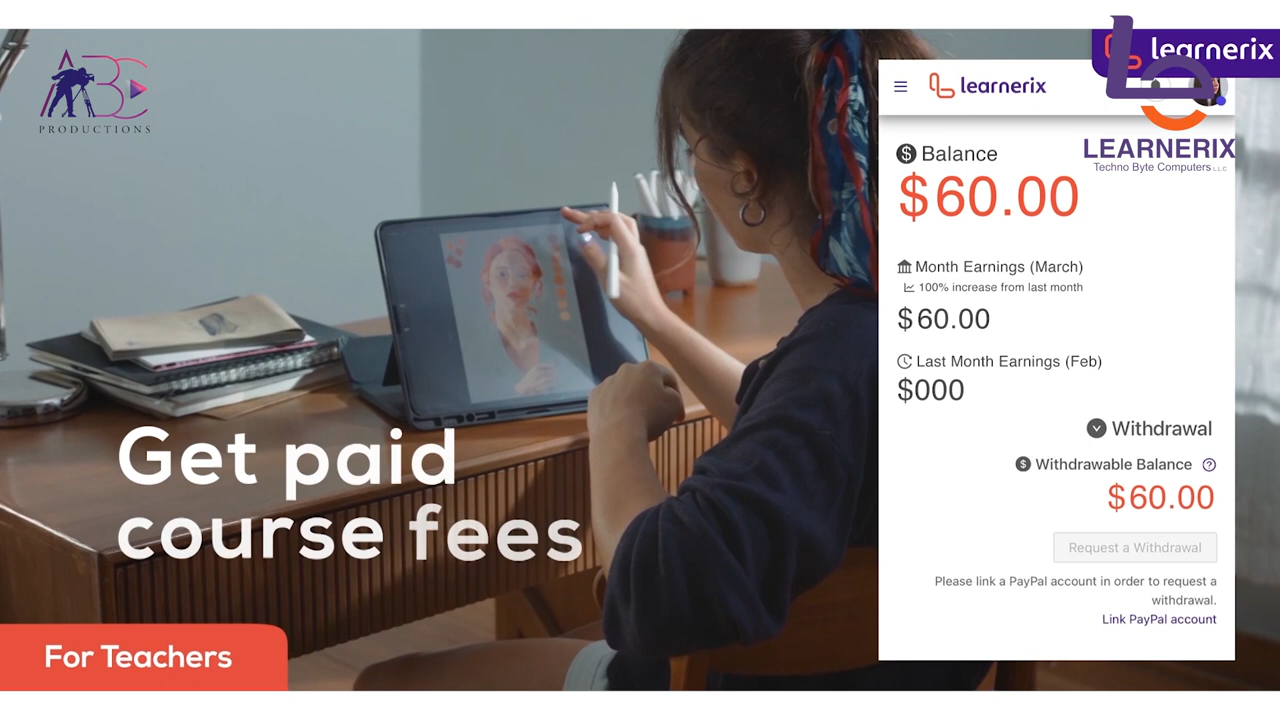 ABC
PRODUCTIONS
learnerix
learnerix
LEARNERIX
Techno Byte Computers LLC
Balance
$60.00
Month Earnings (March)
100% increase from last month
$60.00
Last Month Earnings (Feb)
$000
Withdrawal
Withdrawable Balance
$60.00
Request a Withdrawal
Please link a PayPal account in order to request a
withdrawal.
Link PayPal account
Get paid
course fees
For Teachers